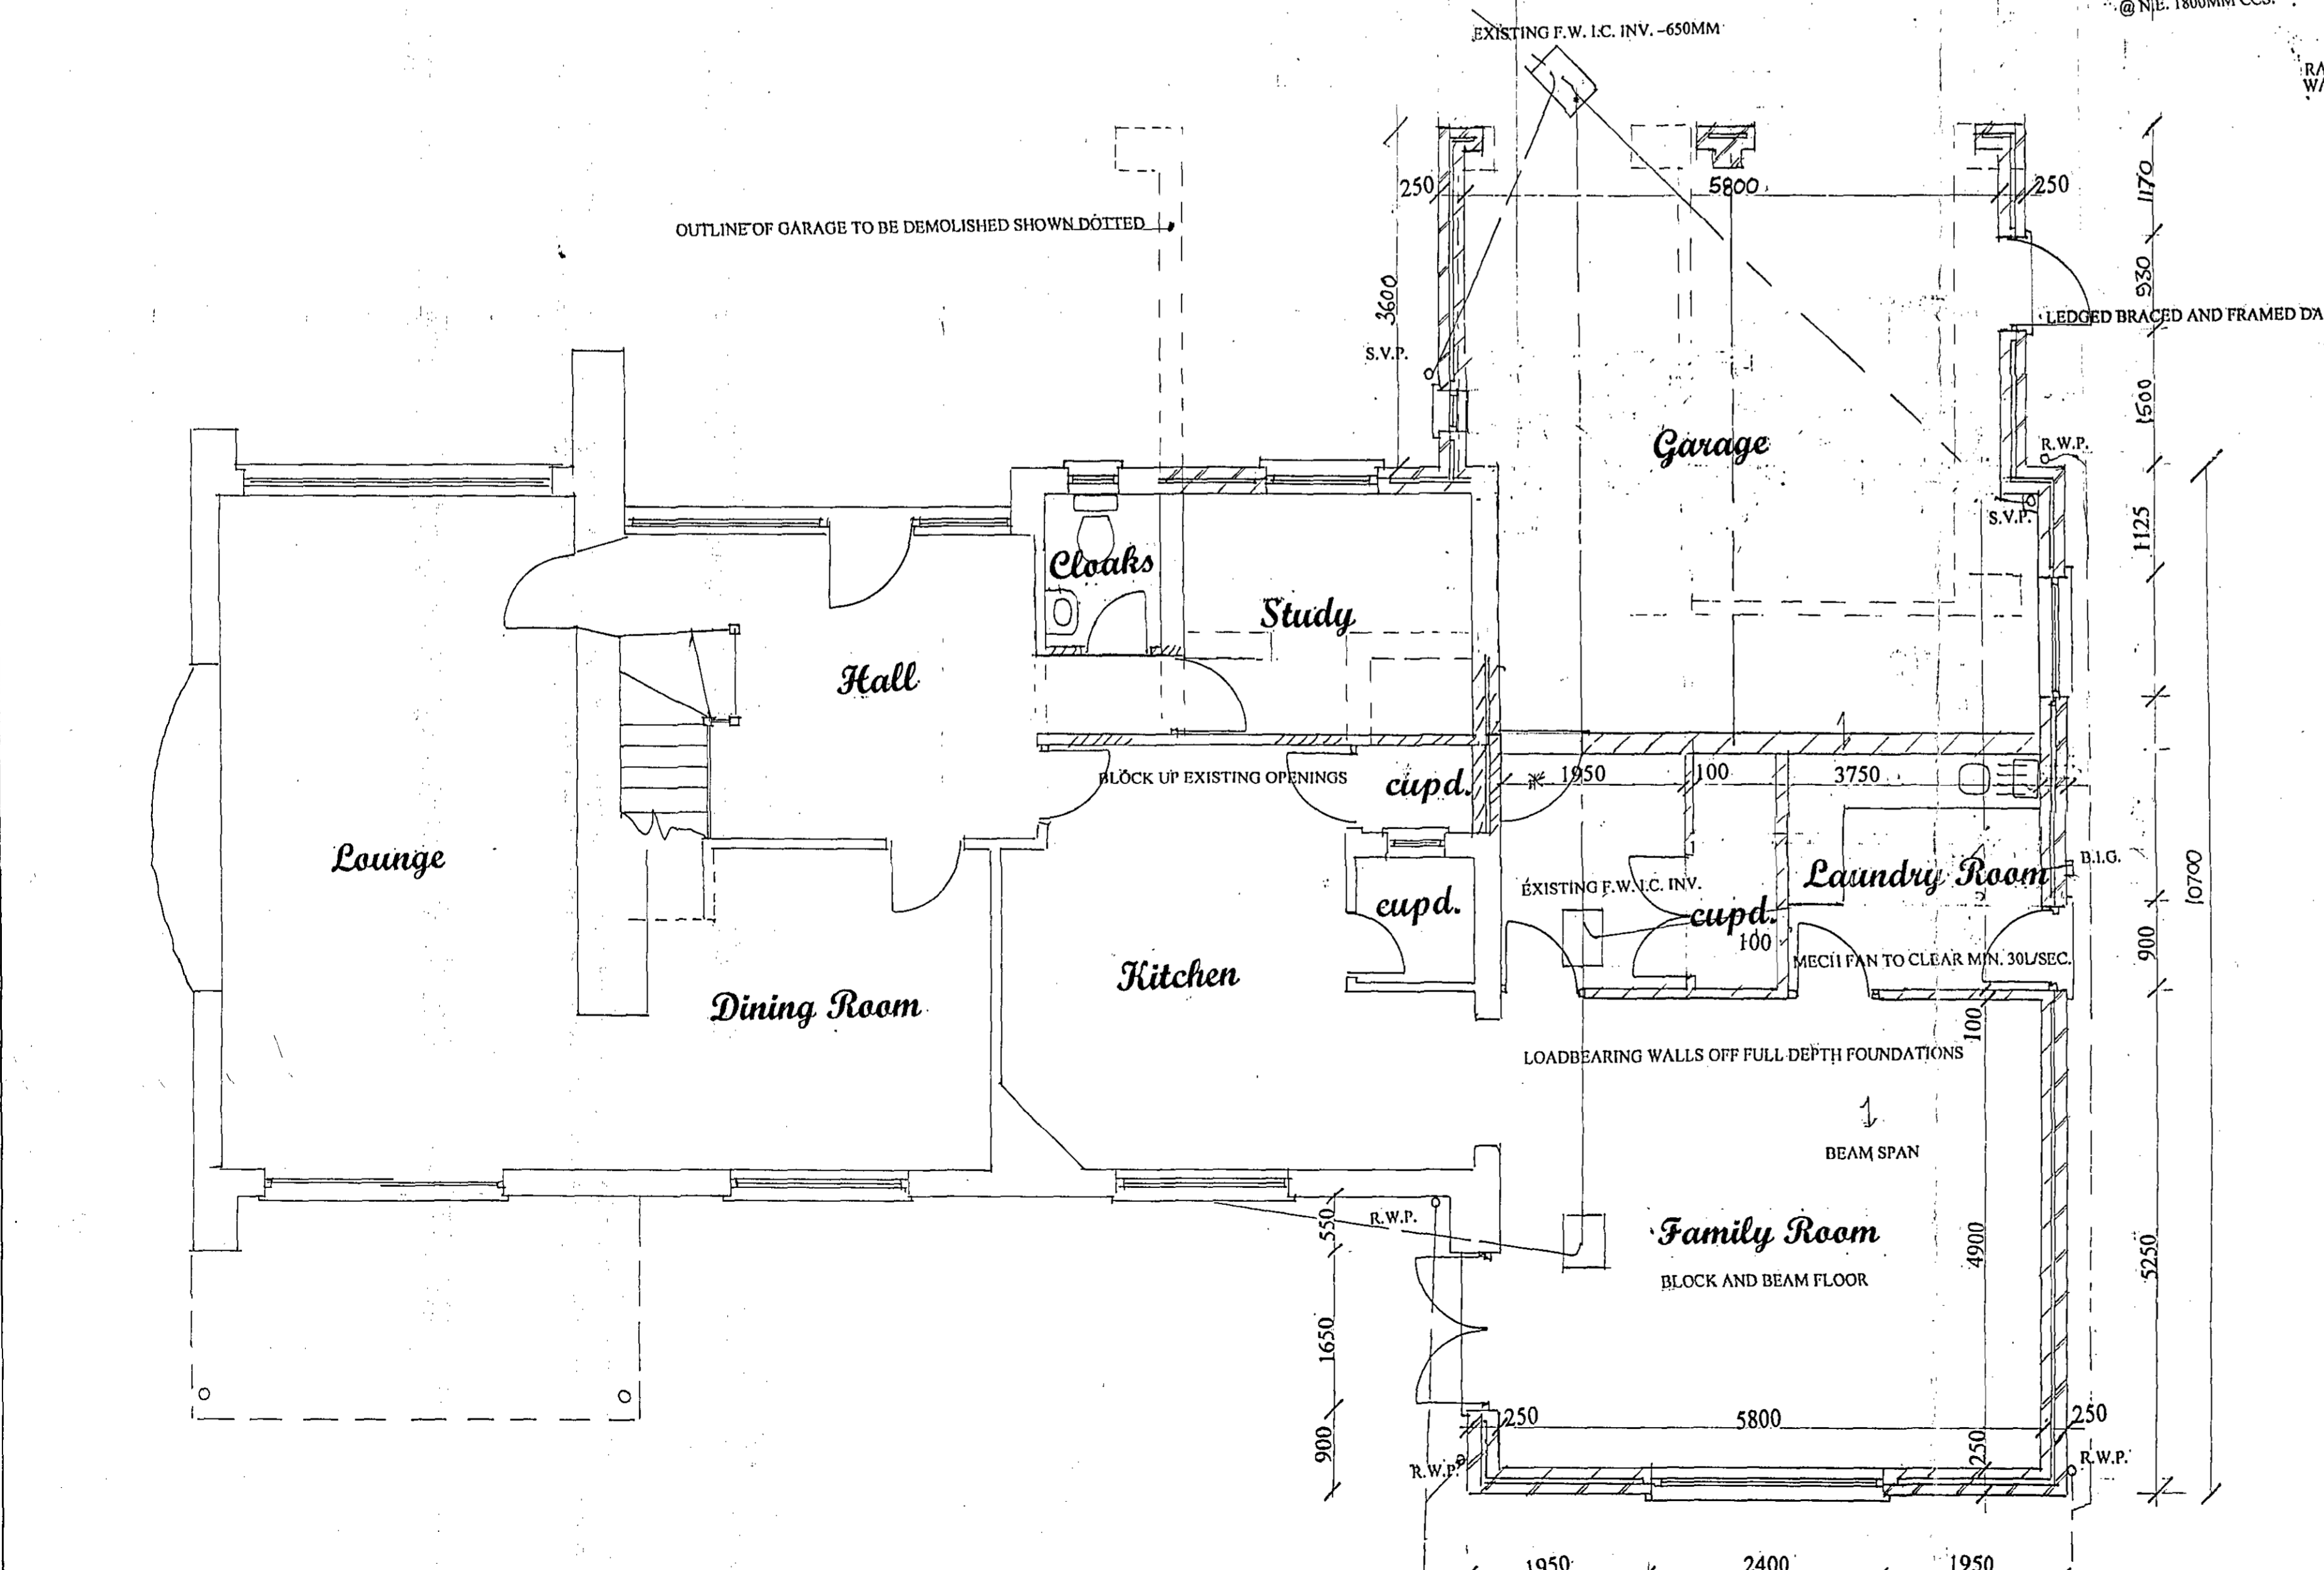 @ N.E. 1800MM CCS.
EXISTING F.W. I.C. INV. -650MM
250
5800
250
1170
OUTLINE OF GARAGE TO BE DEMOLISHED SHOWN DOTTED
930
3600
LEDGED BRACED AND FRAMED
S.V.P.
1500
Garage
R.W.P.
S.V.P.
1125
Cloaks
Study
Hall
BLOCK UP EXISTING OPENINGS
cupd.
1950
100
3750
Lounge
B.I.G.
Laundry Room
10700
EXISTING F.W. I.C. INV.
cupd.
cupd.
100
900
MECH FAN TO CLEAR MIN. 30L/SEC.
Kitchen
Dining Room
100
LOADBEARING WALLS OFF FULL DEPTH FOUNDATIONS
BEAM SPAN
550
R.W.P.
Family Room
4900
5250
BLOCK AND BEAM FLOOR
1650
250
5800
250
900
250
R.W.P.
R.W.P.
1950
2400
1950